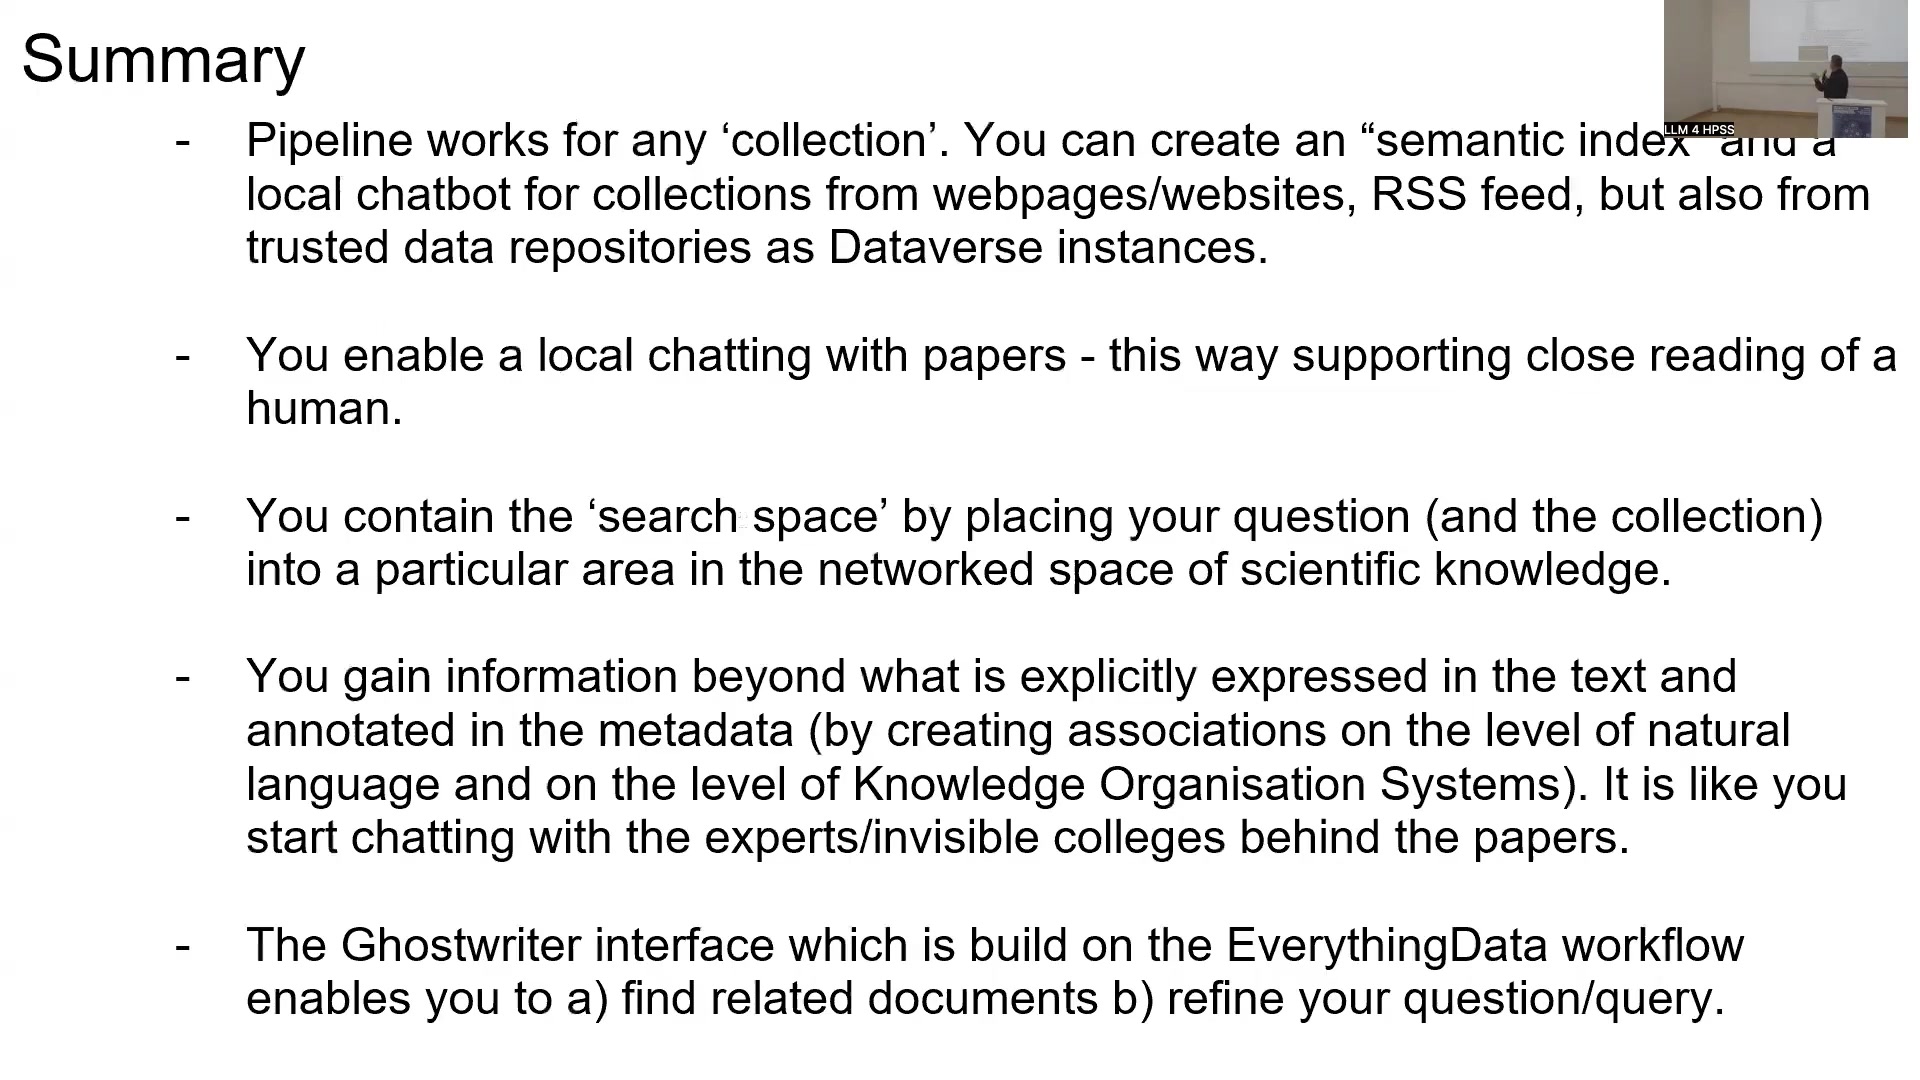 Summary
LLM 4 HPSS
- Pipeline works for any ‘collection’. You can create an “semantic index” and a
local chatbot for collections from webpages/websites, RSS feed, but also from
trusted data repositories as Dataverse instances.
- You enable a local chatting with papers - this way supporting close reading of a
human.
- You contain the ‘search space’ by placing your question (and the collection)
into a particular area in the networked space of scientific knowledge.
- You gain information beyond what is explicitly expressed in the text and
annotated in the metadata (by creating associations on the level of natural
language and on the level of Knowledge Organisation Systems). It is like you
start chatting with the experts/invisible colleges behind the papers.
- The Ghostwriter interface which is build on the EverythingData workflow
enables you to a) find related documents b) refine your question/query.